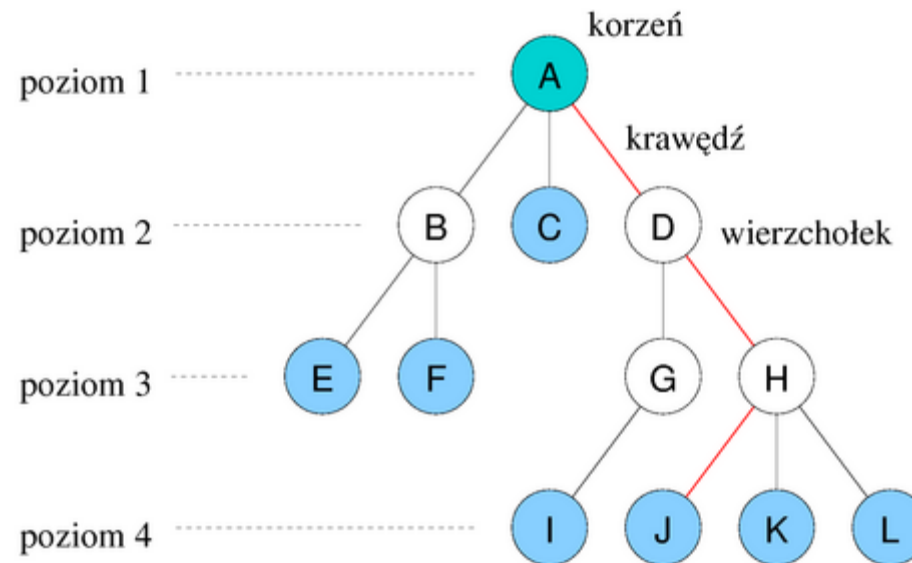 korzeń
poziom 1
A
krawędź
poziom 2
B
C
D
wierzchołek
poziom 3
E
F
G
H
poziom 4
I
J
K
L